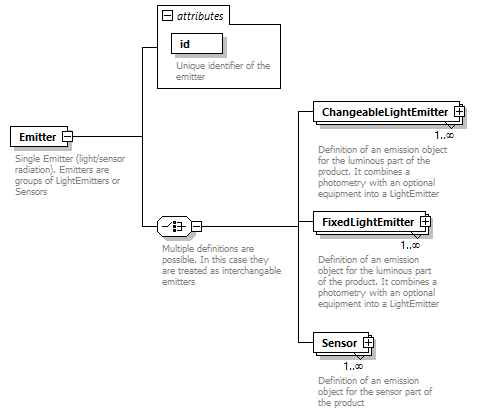 attributes
id
Unique identifier of the
emitter
Emitter
Single Emitter (light/sensor
radiation). Emitters are
groups of LightEmitters or
Sensors
Multiple definitions are
possible. In this case they
are treated as interchangable
emitters
ChangeableLightEmitter
1..∞
Definition of an emission object
for the luminous part of the
product. It combines a
photometry with an optional
equipment into a LightEmitter
FixedLightEmitter
1..∞
Definition of an emission
object for the luminous part
of the product. It combines a
photometry with an optional
equipment into a LightEmitter
Sensor
1..∞
Definition of an emission
object for the sensor part of
the product